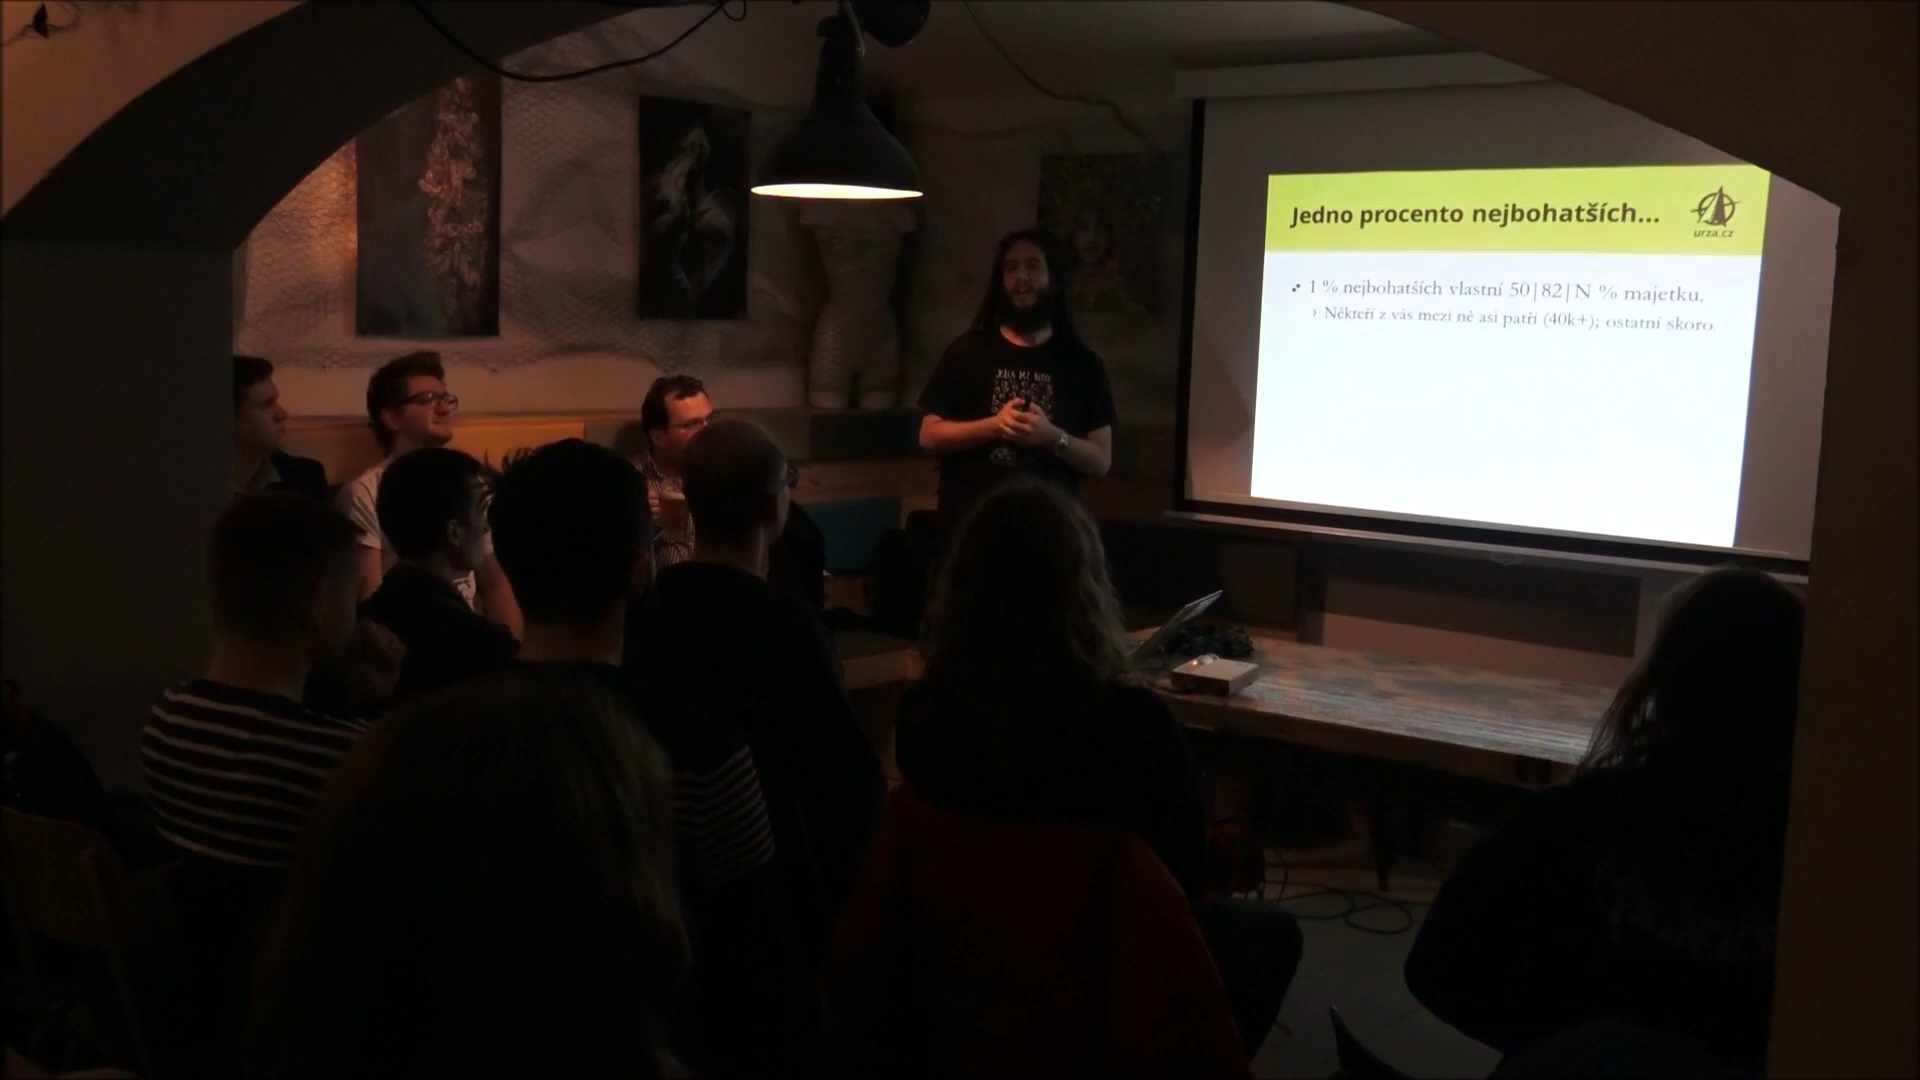 Jedno procento nejbohatších...
urza.cz
1 % nejbohatších vlastní 50|82|N % majetku.
Někteří z vás mezi ně asi patří (40k+); ostatní skoro.